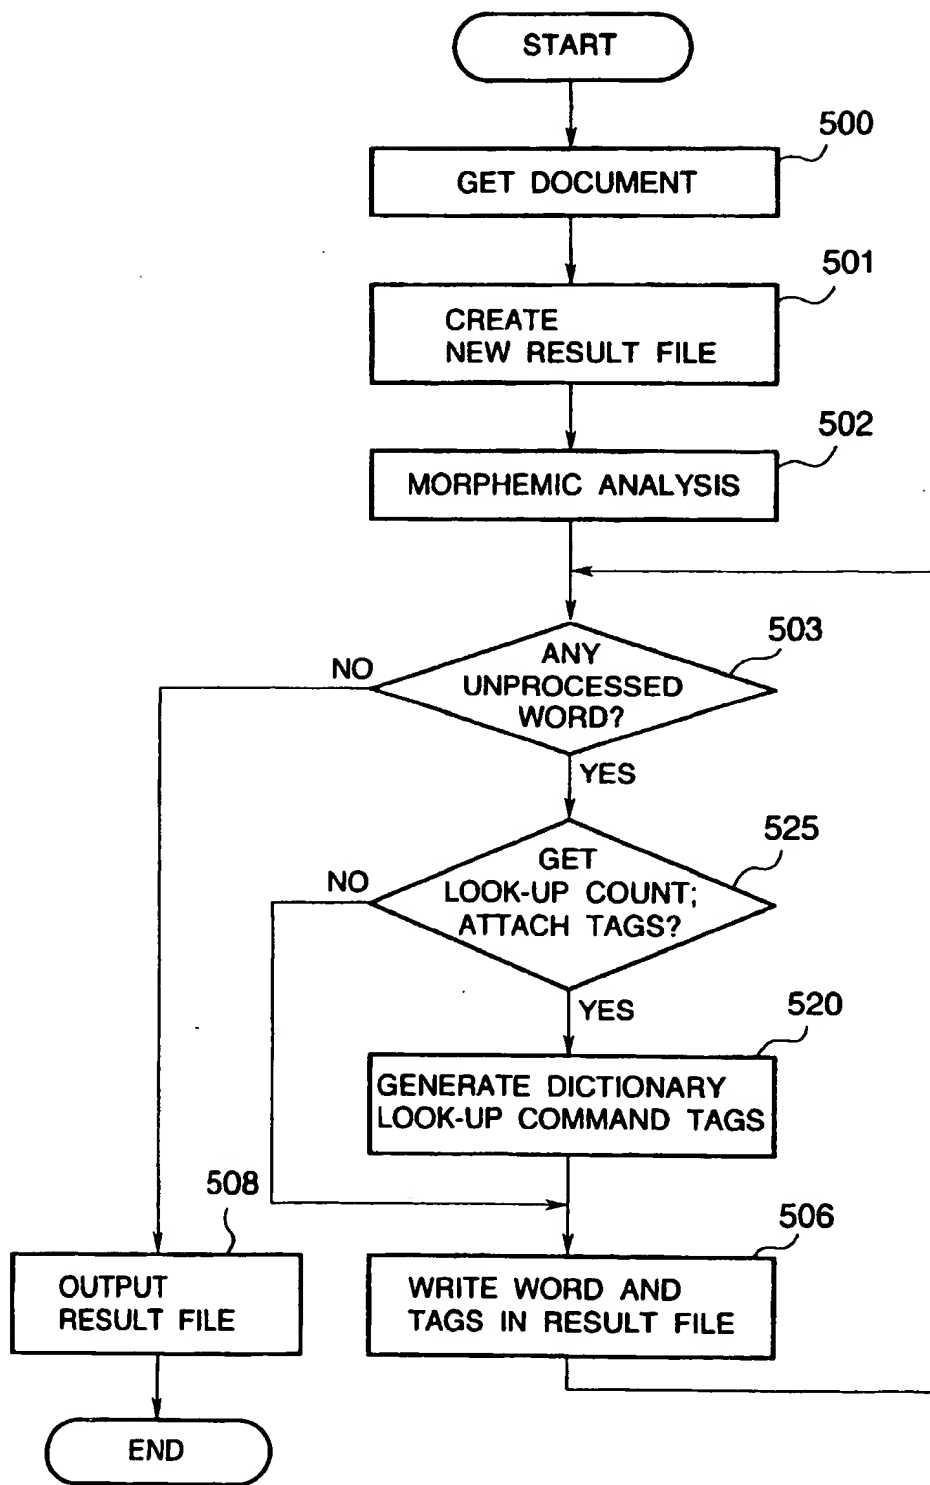 START
500
GET DOCUMENT
501
CREATE
NEW RESULT FILE
502
MORPHEMIC ANALYSIS
503
NO
ANY
UNPROCESSED
WORD?
YES
525
NO
GET
LOOK-UP COUNT;
ATTACH TAGS?
YES
520
GENERATE DICTIONARY
LOOK-UP COMMAND TAGS
508
506
OUTPUT
RESULT FILE
WRITE WORD AND
TAGS IN RESULT FILE
END